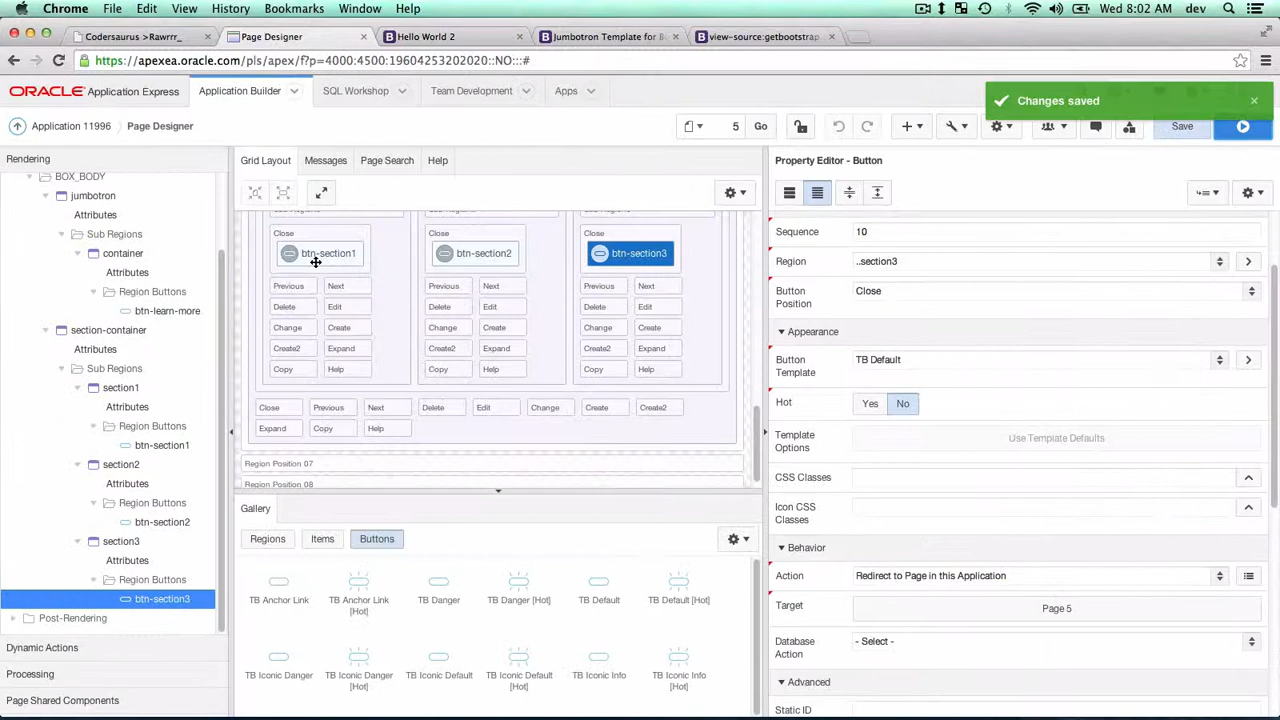 Chrome File Edit View History Bookmarks Window Help Wed 8:02 AM dev
Codersaurus >Rawrrr_ × Page Designer × Hello World 2 × Jumbotron Template for B × view-source:getbootstrap ×
https://apexea.oracle.com/pls/apex/f?p=4000:4500:19604253202020::NO:::#
ORACLE Application Express Application Builder SQL Workshop Team Development Apps
Changes saved ×
Application 11996 Page Designer 5 Go Save
Rendering
BOX_BODY
jumbotron
Attributes
Sub Regions
container
Attributes
Region Buttons
btn-learn-more
section-container
Attributes
Sub Regions
section1
Attributes
Region Buttons
btn-section1
section2
Attributes
Region Buttons
btn-section2
section3
Attributes
Region Buttons
btn-section3
Post-Rendering
Dynamic Actions
Processing
Page Shared Components
Grid Layout Messages Page Search Help
Close Close Close
btn-section1 btn-section2 btn-section3
Previous Next Previous Next Previous Next
Delete Edit Delete Edit Delete Edit
Change Create Change Create Change Create
Create2 Expand Create2 Expand Create2 Expand
Copy Help Copy Help Copy Help
Close Previous Next Delete Edit Change Create Create2
Expand Copy Help
Region Position 07
Region Position 08
Gallery
Regions Items Buttons
TB Anchor Link TB Anchor Link [Hot] TB Danger TB Danger [Hot] TB Default TB Default [Hot]
TB Iconic Danger TB Iconic Danger [Hot] TB Iconic Default TB Iconic Default [Hot] TB Iconic Info TB Iconic Info [Hot]
Property Editor - Button
Sequence 10
Region ..section3
Button Position Close
Appearance
Button Template TB Default
Hot Yes No
Template Options Use Template Defaults
CSS Classes
Icon CSS Classes
Behavior
Action Redirect to Page in this Application
Target Page 5
Database Action - Select -
Advanced
Static ID